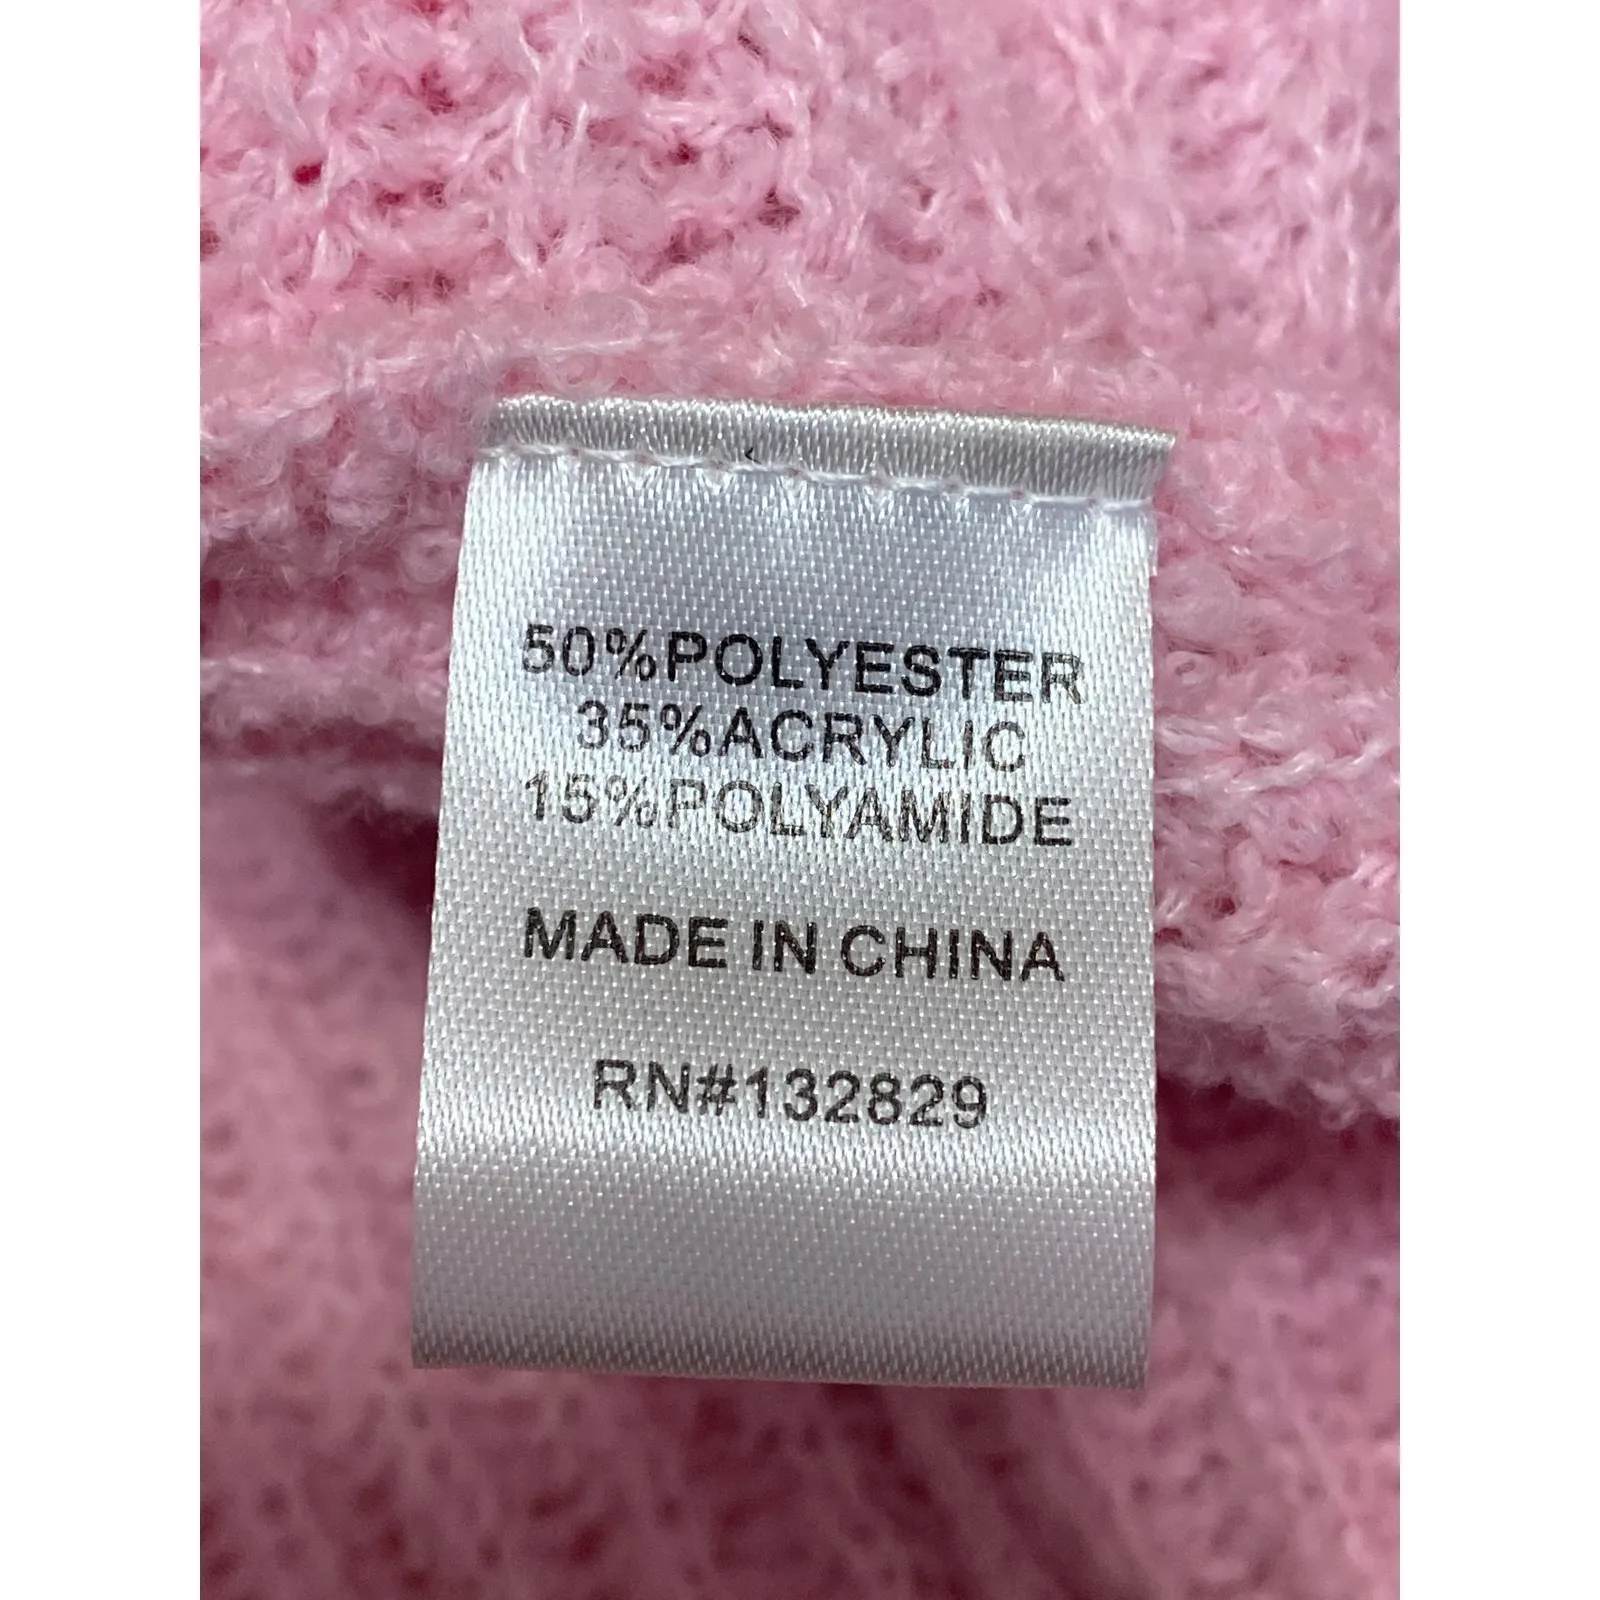 50%POLYESTER
35%ACRYLIC
15%POLYAMIDE
MADE IN CHINA
RN#132829